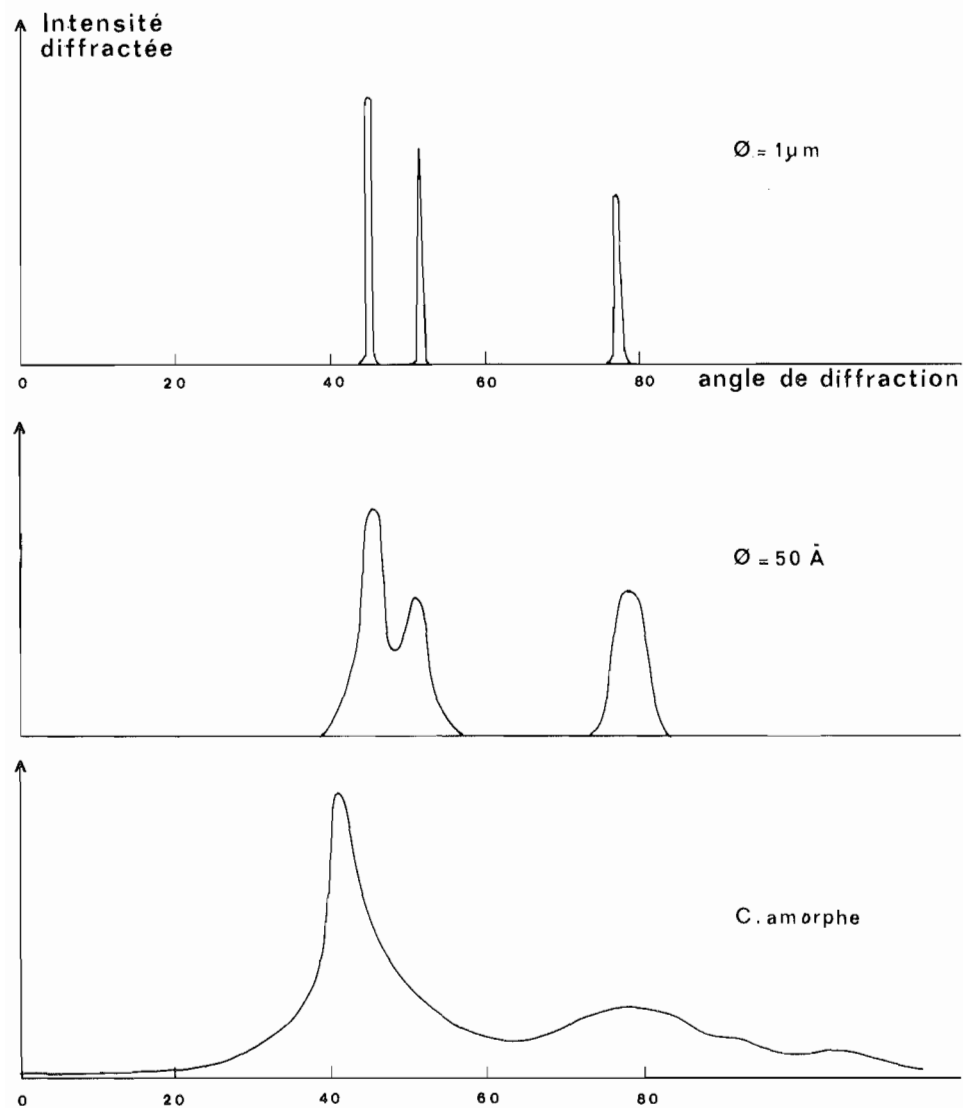 Intensité
diffractée
Ø = 1µm
0 20 40 60 80 angle de diffraction
Ø = 50 Å
C. amorphe
0 20 40 60 80